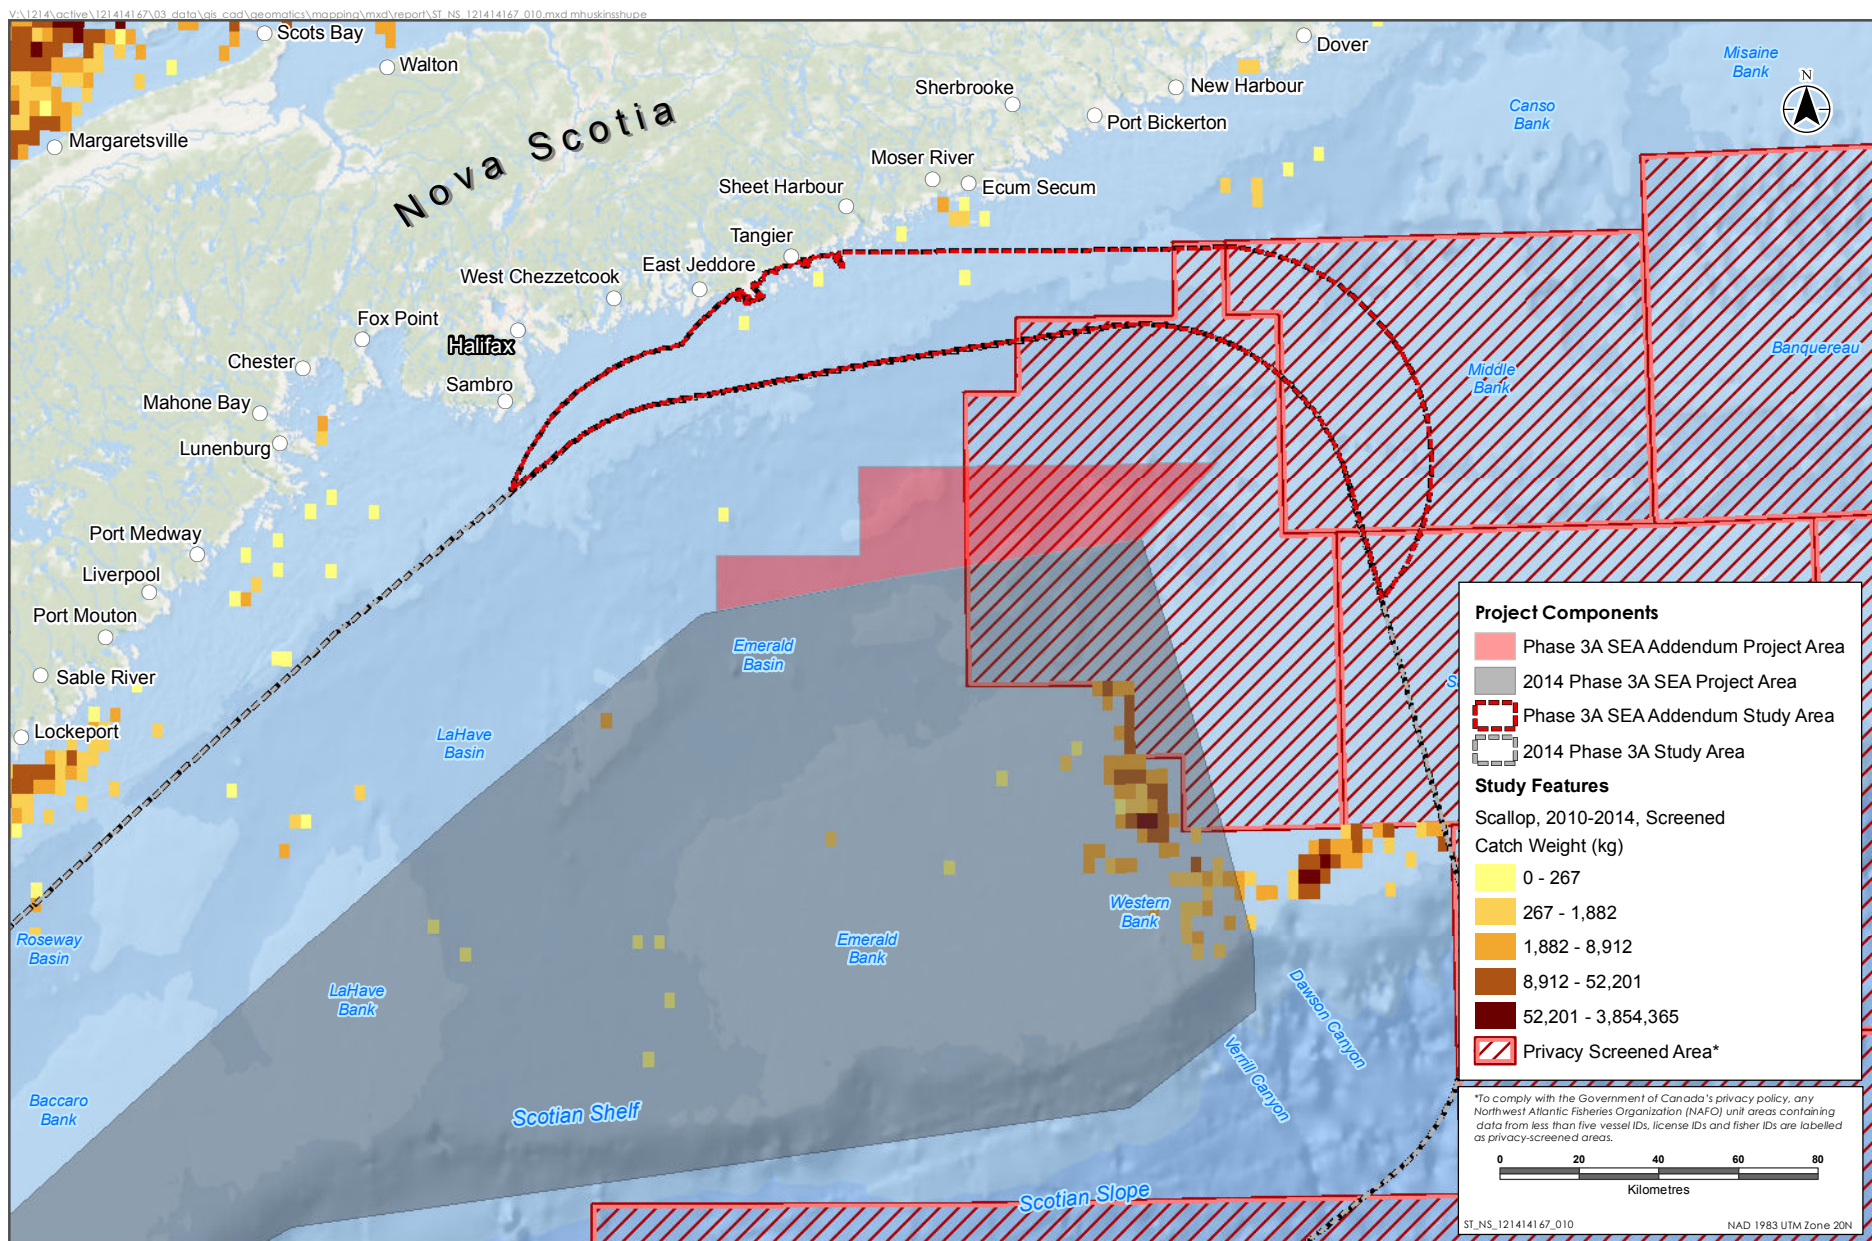 V:\1214\active\121414167\03_data\gis_cad\geomatics\mapping\mxd\report\ST_NS_121414167_010.mxd mhuskinsshupe
Scots Bay
Walton
Dover
Misaine
Bank
Sherbrooke
New Harbour
Canso
Bank
N
Port Bickerton
Margaretsville
Nova Scotia
Moser River
Ecum Secum
Sheet Harbour
Tangier
East Jeddore
West Chezzetcook
Fox Point
Halifax
Chester
Sambro
Mahone Bay
Lunenburg
Middle
Bank
Banquereau
Port Medway
Liverpool
Port Mouton
Sable River
Lockeport
Emerald
Basin
LaHave
Basin
Roseway
Basin
Western
Bank
Emerald
Bank
LaHave
Bank
Dawson Canyon
Verrill Canyon
Baccaro
Bank
Scotian Shelf
Scotian Slope
S
Project Components
Phase 3A SEA Addendum Project Area
2014 Phase 3A SEA Project Area
Phase 3A SEA Addendum Study Area
2014 Phase 3A Study Area
Study Features
Scallop, 2010-2014, Screened
Catch Weight (kg)
0 - 267
267 - 1,882
1,882 - 8,912
8,912 - 52,201
52,201 - 3,854,365
Privacy Screened Area*
*To comply with the Government of Canada's privacy policy, any
Northwest Atlantic Fisheries Organization (NAFO) unit areas containing
data from less than five vessel IDs, license IDs and fisher IDs are labelled
as privacy-screened areas.
0 20 40 60 80
Kilometres
ST_NS_121414167_010
NAD 1983 UTM Zone 20N